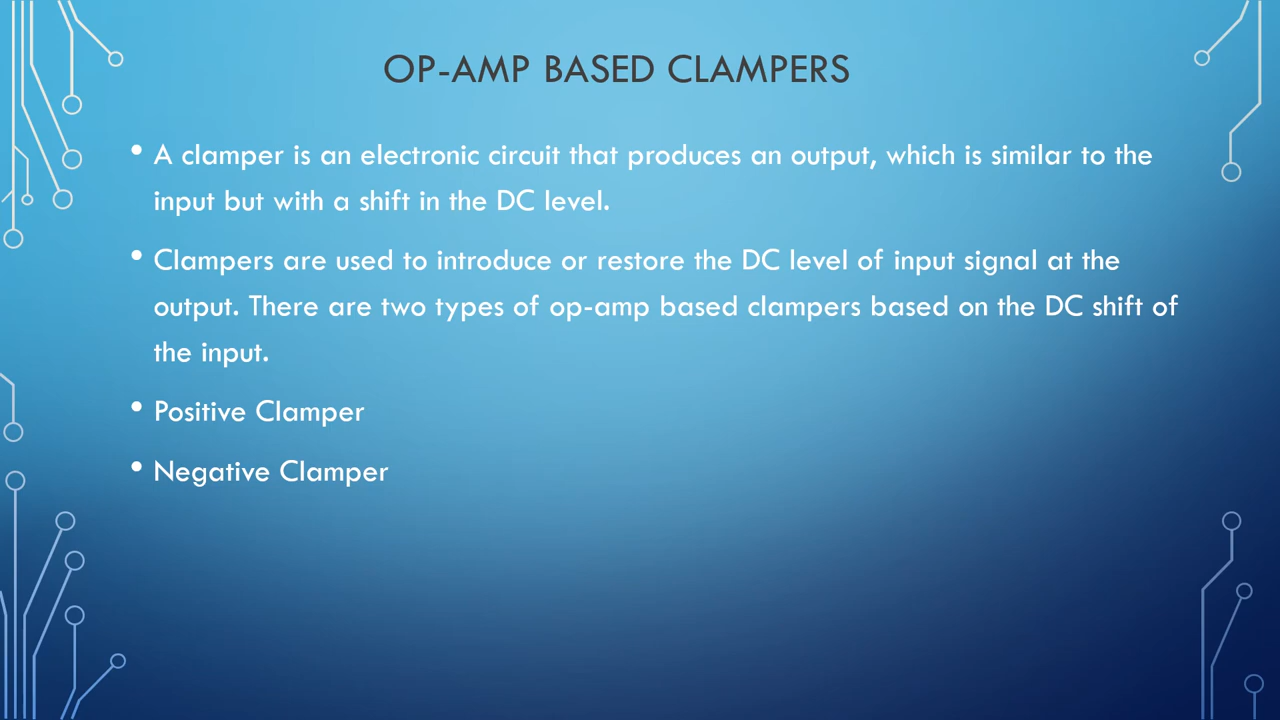 OP-AMP BASED CLAMPERS
• A clamper is an electronic circuit that produces an output, which is similar to the
input but with a shift in the DC level.
• Clampers are used to introduce or restore the DC level of input signal at the
output. There are two types of op-amp based clampers based on the DC shift of
the input.
• Positive Clamper
• Negative Clamper